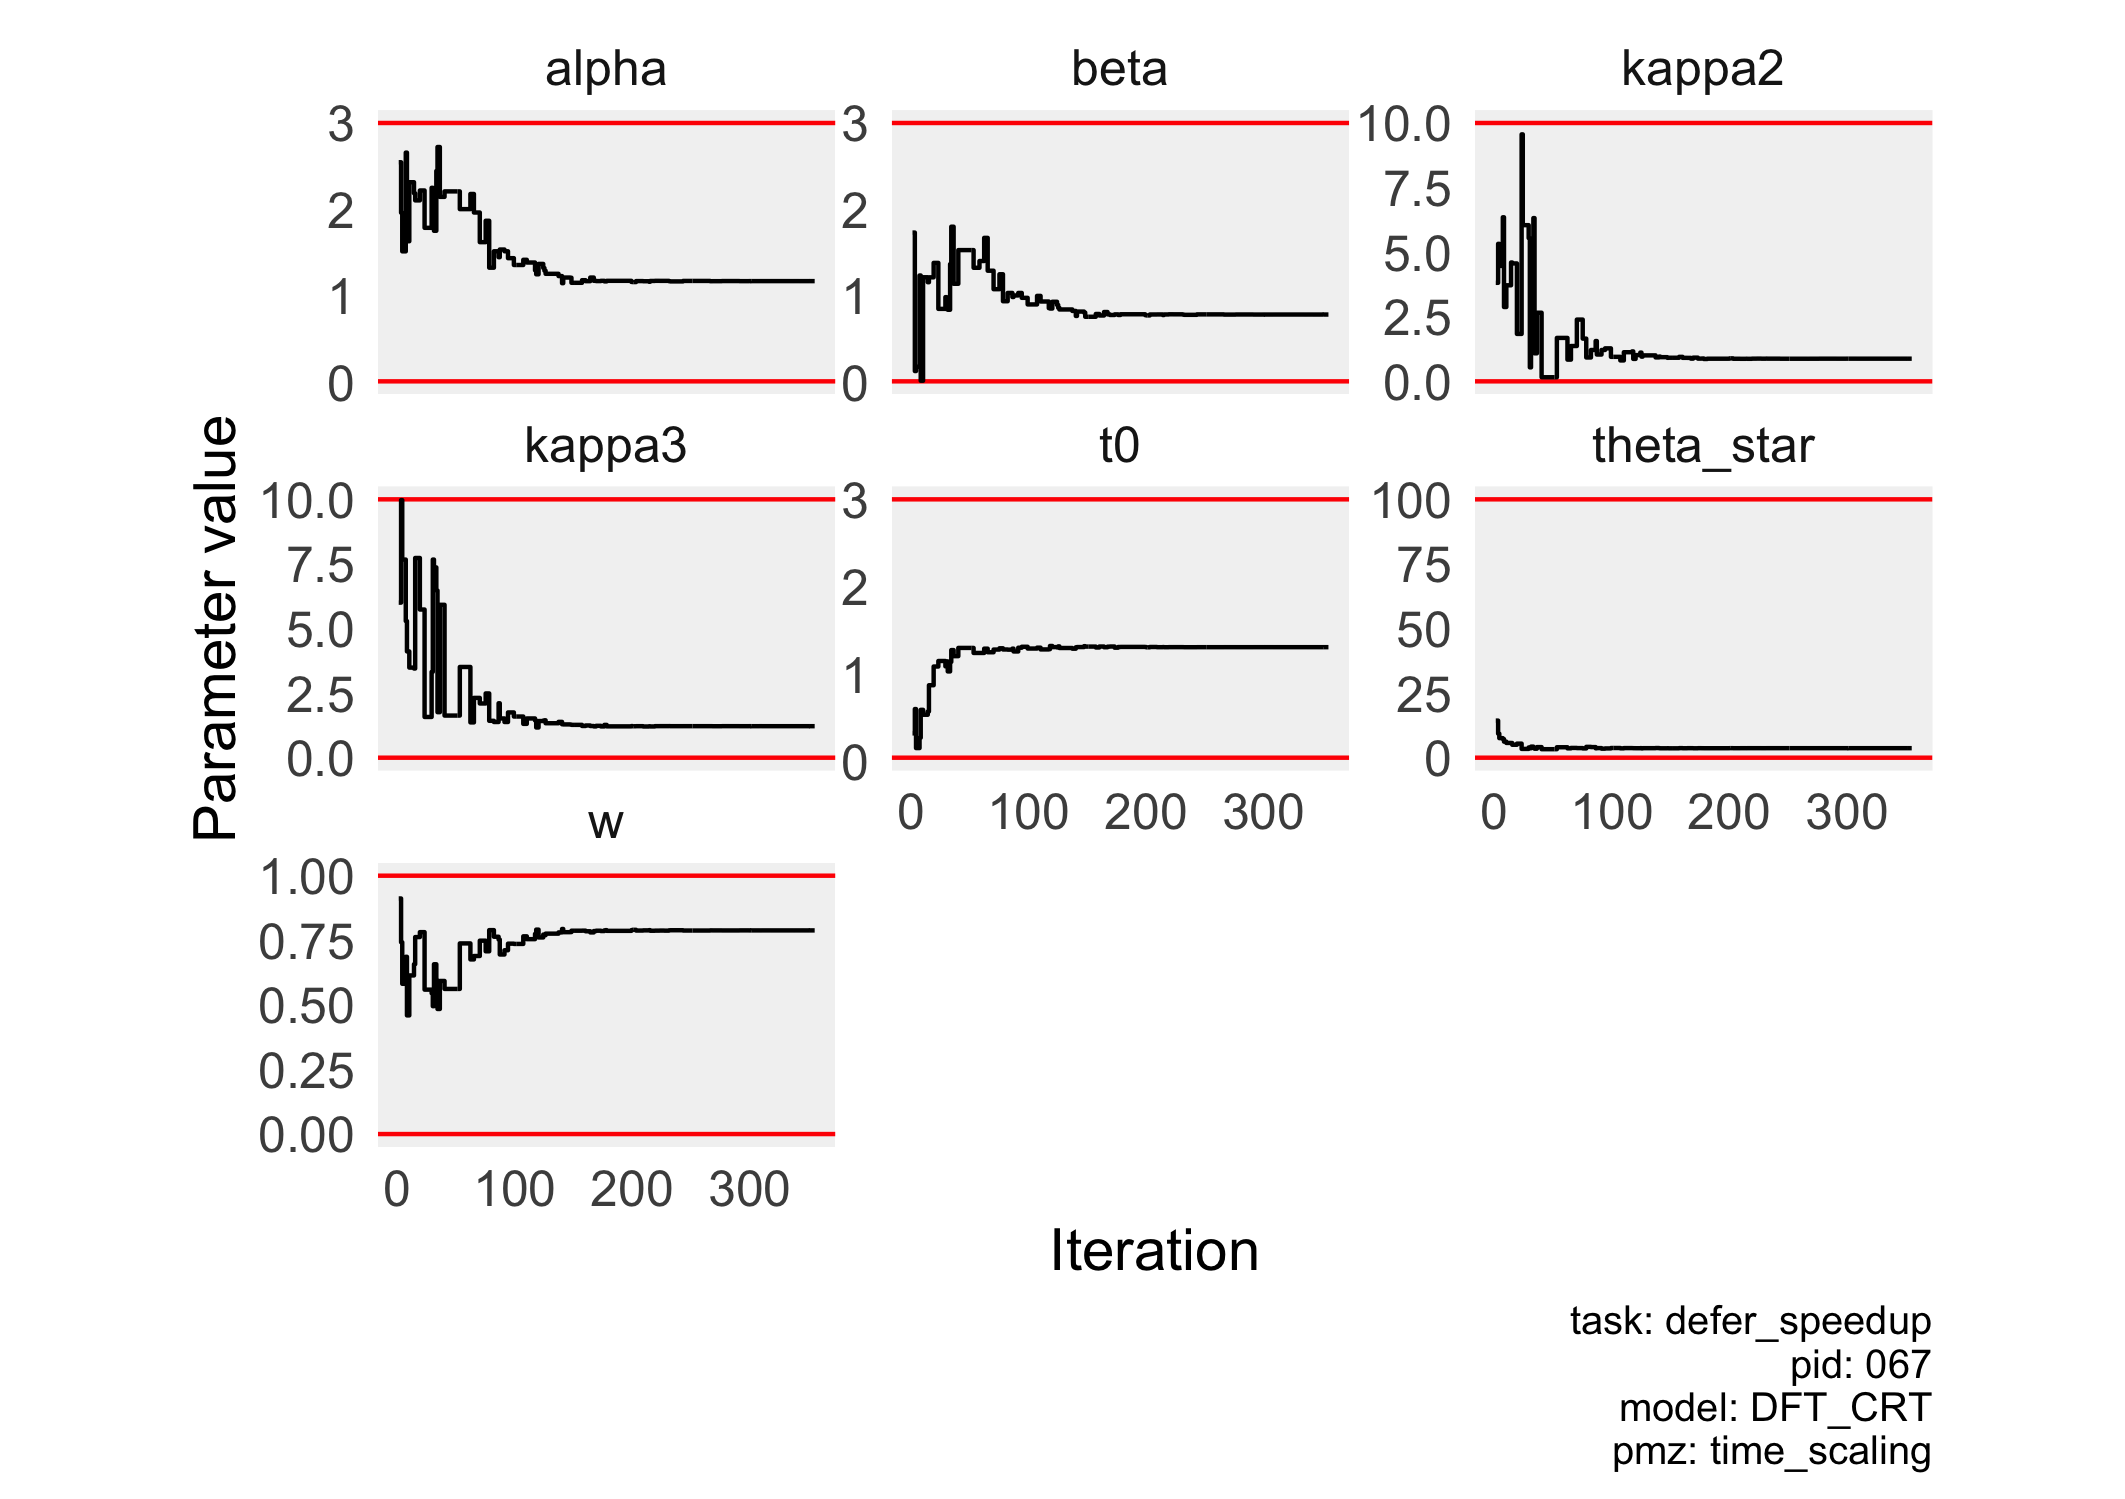 alpha beta kappa2
3 3 10.0
2 2 7.5
5.0
1 1 2.5
0 0 0.0
kappa3 t0 theta_star
10.0 3 100
7.5 2 75
5.0 50
2.5 1 25
0.0 0 0
0 100 200 300 0 100 200 300
w
1.00
0.75
0.50
0.25
0.00
0 100 200 300
Parameter value
Iteration
task: defer_speedup
pid: 067
model: DFT_CRT
pmz: time_scaling